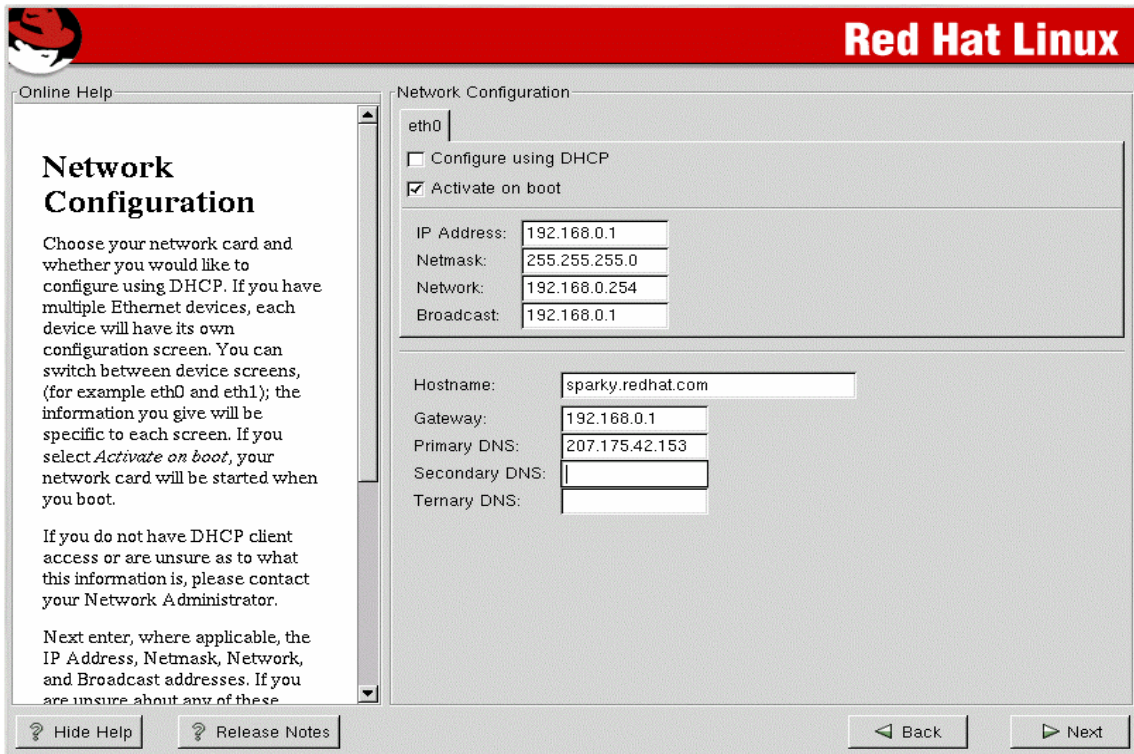 Red Hat Linux
Online Help
Network
Configuration
Choose your network card and
whether you would like to
configure using DHCP. If you have
multiple Ethernet devices, each
device will have its own
configuration screen. You can
switch between device screens,
(for example eth0 and eth1); the
information you give will be
specific to each screen. If you
select Activate on boot, your
network card will be started when
you boot.
If you do not have DHCP client
access or are unsure as to what
this information is, please contact
your Network Administrator.
Next enter, where applicable, the
IP Address, Netmask, Network,
and Broadcast addresses. If you
are unsure about any of these
Network Configuration
eth0
Configure using DHCP
Activate on boot
IP Address: 192.168.0.1
Netmask: 255.255.255.0
Network: 192.168.0.254
Broadcast: 192.168.0.1
Hostname: sparky.redhat.com
Gateway: 192.168.0.1
Primary DNS: 207.175.42.153
Secondary DNS:
Ternary DNS:
Hide Help
Release Notes
Back
Next